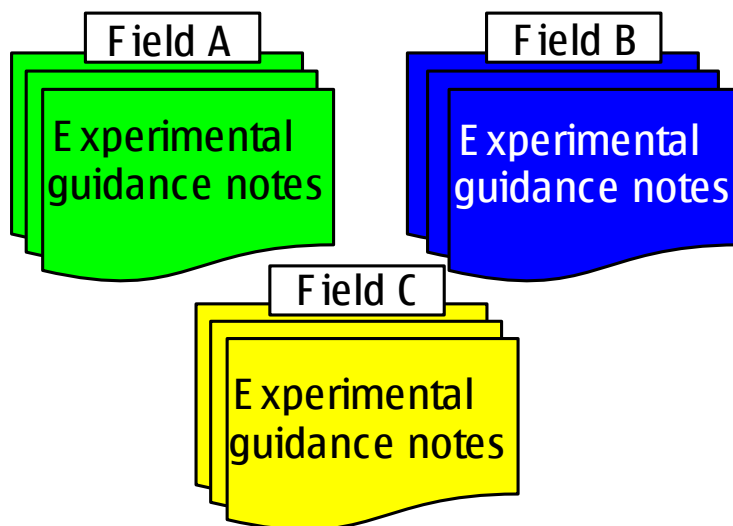 Field A
Experimental
guidance notes
Field B
Experimental
guidance notes
Field C
Experimental
guidance notes